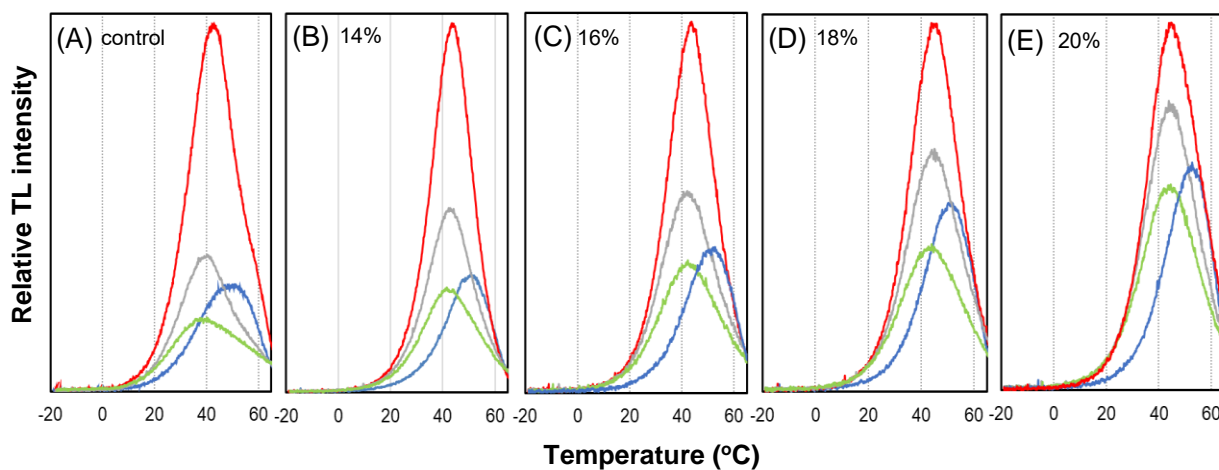 (A) control
(B) 14%
(C) 16%
(D) 18%
(E) 20%
Relative TL intensity
-20 0 20 40 60 -20 0 20 40 60 -20 0 20 40 60 -20 0 20 40 60 -20 0 20 40 60
Temperature (°C)